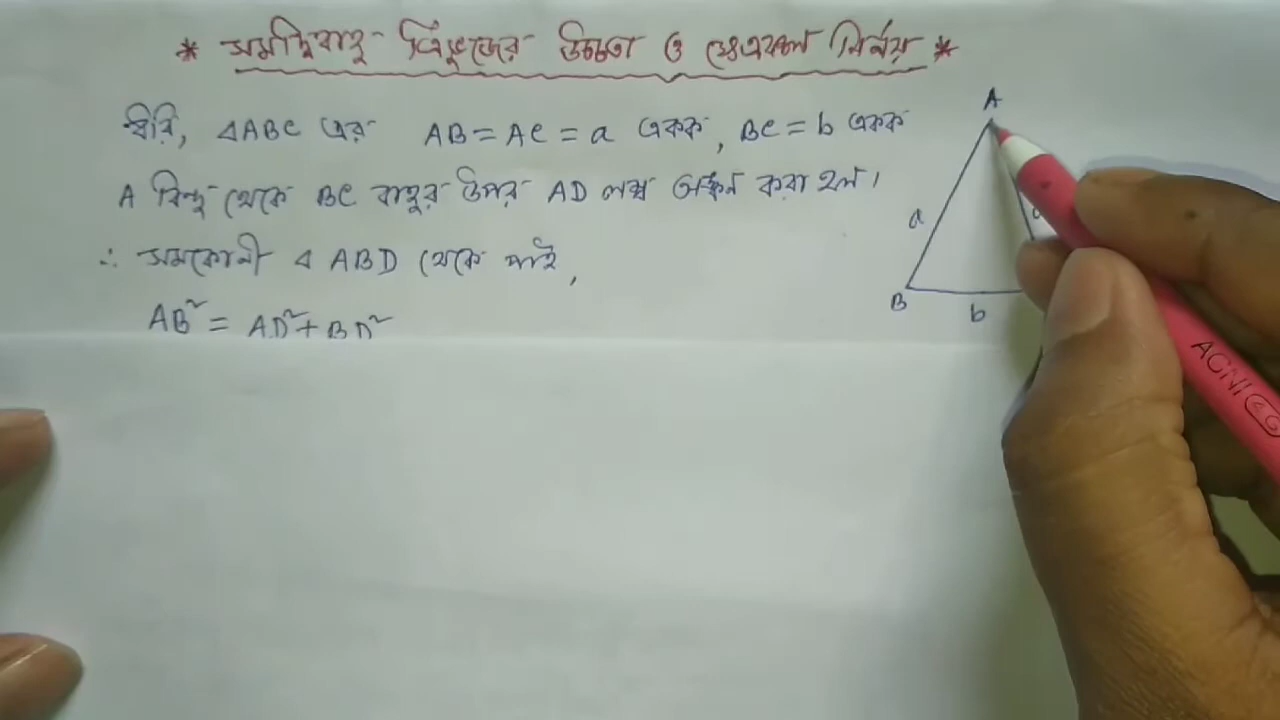 * সমদ্বিবাহু ত্রিভুজের উচ্চতা ও ক্ষেত্রফল নির্ণয় *
ধরি, △ABC এর AB = AC = a একক, BC = b একক
A বিন্দু থেকে BC বাহুর উপর AD লম্ব অঙ্কন করা হল।
∴ সমকোনী △ ABD থেকে পাই,
AB² = AD² + BD²
A
a
B
b
AGNI